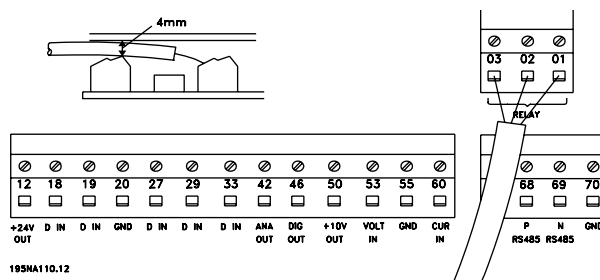 4mm
03 02 01
RELAY
12 18 19 20 27 29 33 42 46 50 53 55 60
+24V OUT D IN D IN GND D IN D IN D IN ANA OUT DIG OUT +10V OUT VOLT IN GND CUR IN
68 69 70
P RS485 N RS485 GND
195NA110.12